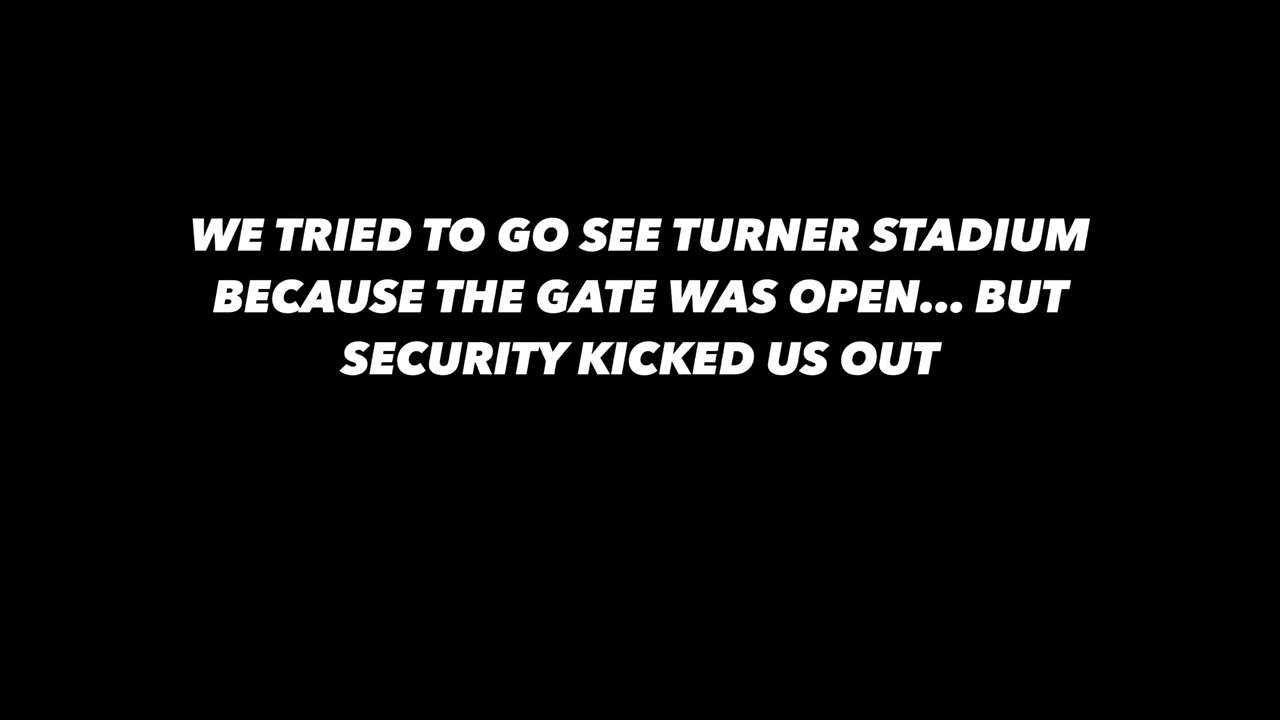 WE TRIED TO GO SEE TURNER STADIUM
BECAUSE THE GATE WAS OPEN... BUT
SECURITY KICKED US OUT